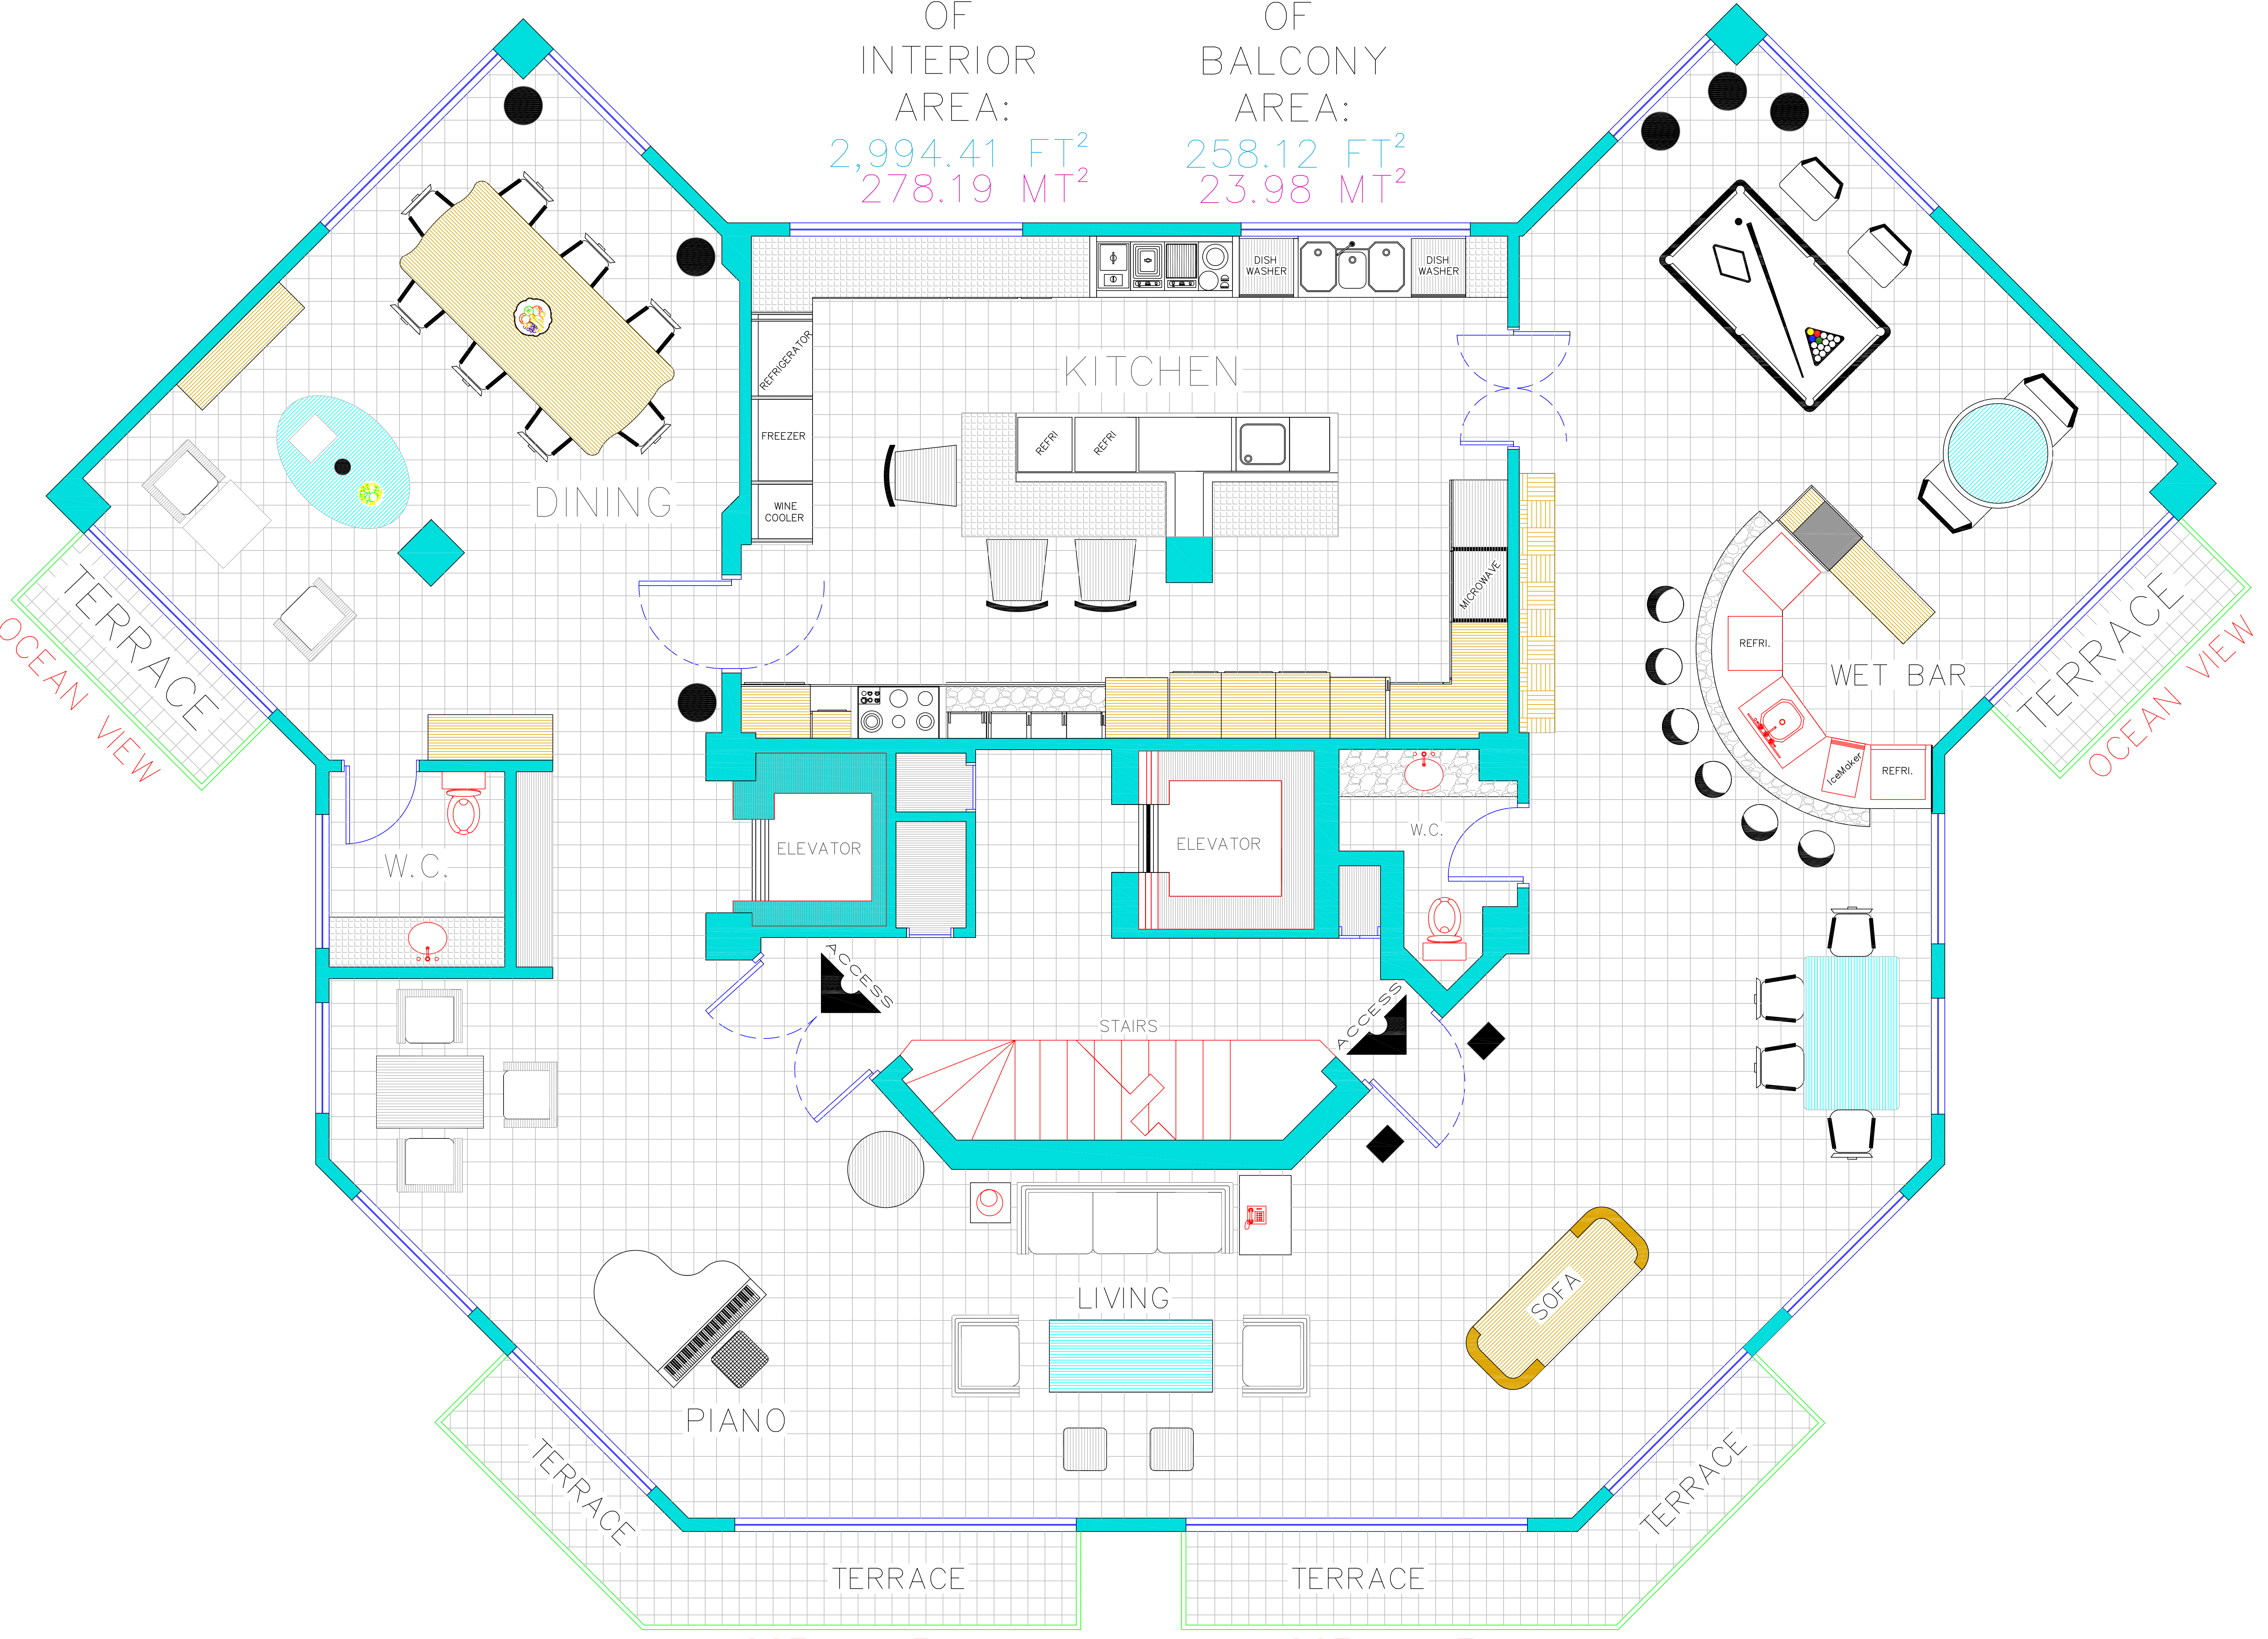 OF
INTERIOR
AREA:
2,994.41 FT²
278.19 MT²
OF
BALCONY
AREA:
258.12 FT²
23.98 MT²
DISH
WASHER
DISH
WASHER
REFRIGERATOR
FREEZER
WINE
COOLER
KITCHEN
REFRI
REFRI
MICROWAVE
DINING
TERRACE
OCEAN VIEW
WET BAR
REFRI.
IceMaker
REFRI.
TERRACE
OCEAN VIEW
W.C.
ELEVATOR
ELEVATOR
W.C.
ACCESS
ACCESS
STAIRS
LIVING
SOFA
PIANO
TERRACE
TERRACE
TERRACE
TERRACE